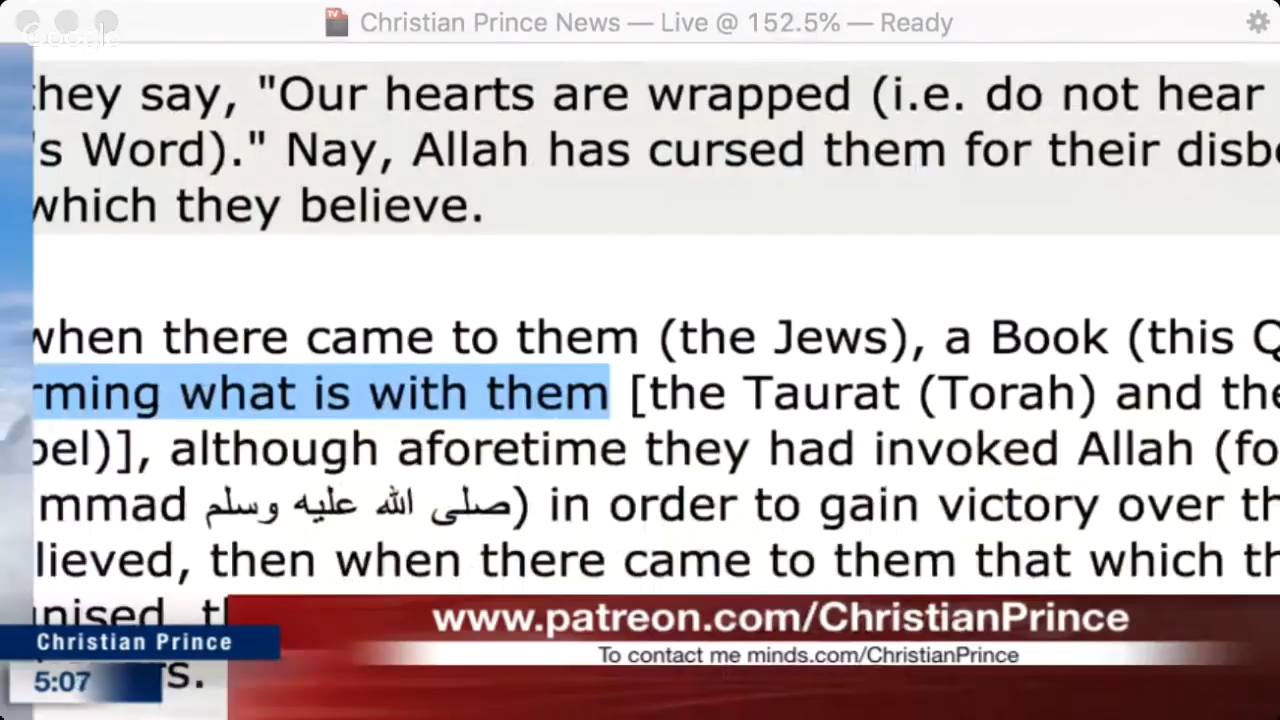 Christian Prince News — Live @ 152.5% — Ready
TV
Google
they say, "Our hearts are wrapped (i.e. do not hear
's Word)." Nay, Allah has cursed them for their disb
which they believe.
when there came to them (the Jews), a Book (this Q
rming what is with them [the Taurat (Torah) and the
pel)], although aforetime they had invoked Allah (fo
mmad صلى الله عليه وسلم) in order to gain victory over th
lieved, then when there came to them that which th
nised, t
s.
www.patreon.com/ChristianPrince
To contact me minds.com/ChristianPrince
Christian Prince
5:07